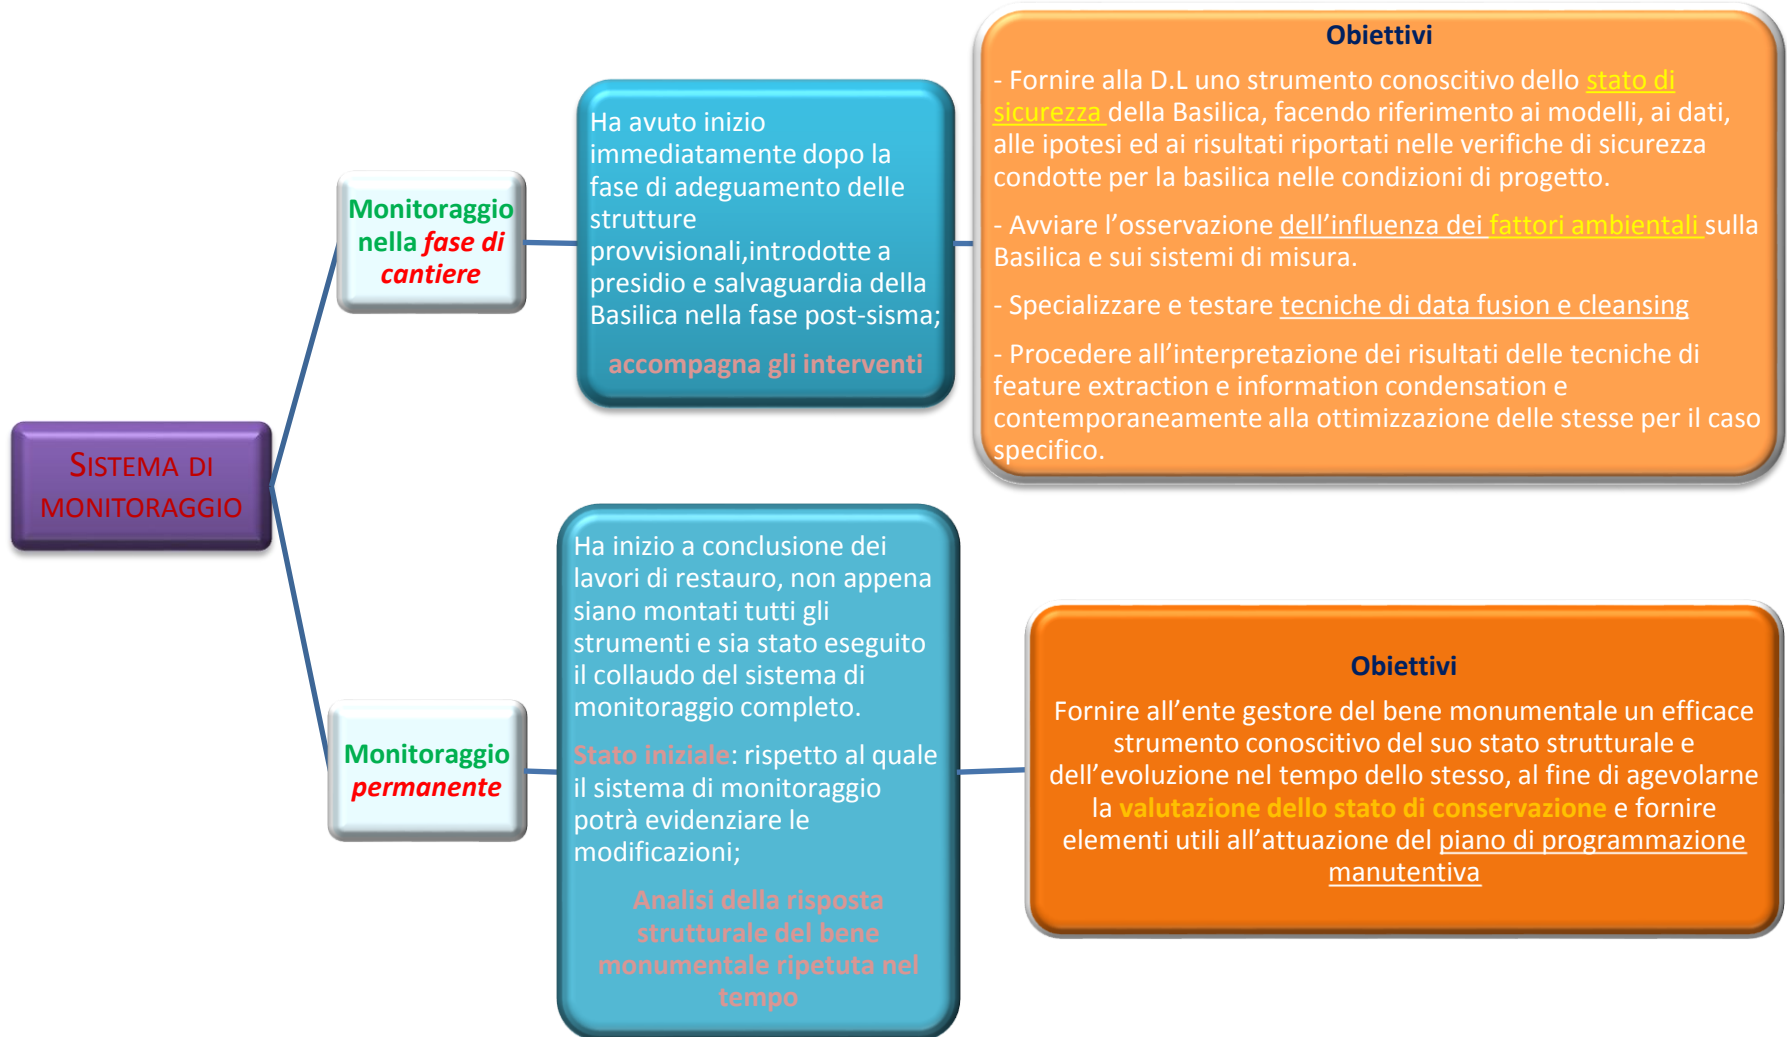 SISTEMA DI
MONITORAGGIO
Monitoraggio
nella fase di
cantiere
Ha avuto inizio
immediatamente dopo la
fase di adeguamento delle
strutture
provvisionali,introdotte a
presidio e salvaguardia della
Basilica nella fase post-sisma;
accompagna gli interventi
Obiettivi
- Fornire alla D.L uno strumento conoscitivo dello stato di
sicurezza della Basilica, facendo riferimento ai modelli, ai dati,
alle ipotesi ed ai risultati riportati nelle verifiche di sicurezza
condotte per la basilica nelle condizioni di progetto.
- Avviare l’osservazione dell’influenza dei fattori ambientali sulla
Basilica e sui sistemi di misura.
- Specializzare e testare tecniche di data fusion e cleansing
- Procedere all’interpretazione dei risultati delle tecniche di
feature extraction e information condensation e
contemporaneamente alla ottimizzazione delle stesse per il caso
specifico.
Monitoraggio
permanente
Ha inizio a conclusione dei
lavori di restauro, non appena
siano montati tutti gli
strumenti e sia stato eseguito
il collaudo del sistema di
monitoraggio completo.
Stato iniziale: rispetto al quale
il sistema di monitoraggio
potrà evidenziare le
modificazioni;
Analisi della risposta
strutturale del bene
monumentale ripetuta nel
tempo
Obiettivi
Fornire all’ente gestore del bene monumentale un efficace
strumento conoscitivo del suo stato strutturale e
dell’evoluzione nel tempo dello stesso, al fine di agevolarne
la valutazione dello stato di conservazione e fornire
elementi utili all’attuazione del piano di programmazione
manutentiva